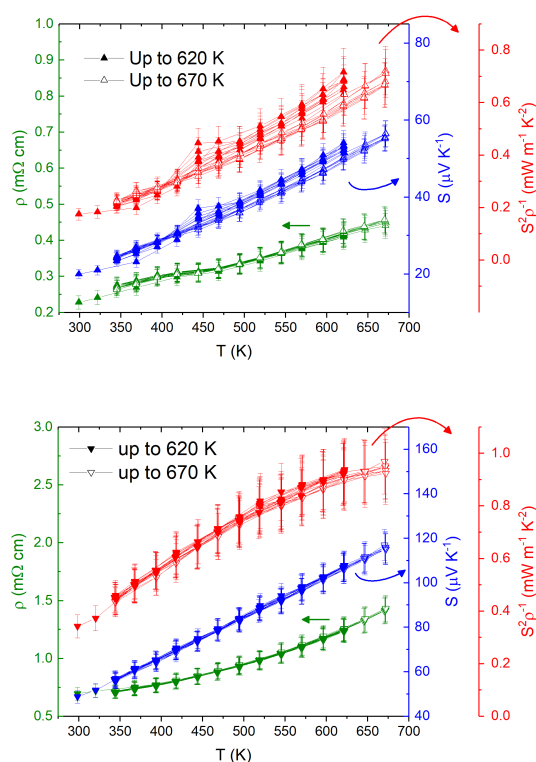 1.0
0.9
0.8
0.7
0.6
0.5
0.4
0.3
0.2
ρ (mΩ cm)
Up to 620 K
Up to 670 K
80
60
40
20
S (μV K⁻¹)
0.8
0.6
0.4
0.2
0.0
S²ρ⁻¹ (mW m⁻¹ K⁻²)
300 350 400 450 500 550 600 650 700
T (K)
3.0
2.5
2.0
1.5
1.0
0.5
ρ (mΩ cm)
up to 620 K
up to 670 K
160
140
120
100
80
60
40
S (μV K⁻¹)
1.0
0.8
0.6
0.4
0.2
0.0
S²ρ⁻¹ (mW m⁻¹ K⁻²)
300 350 400 450 500 550 600 650 700
T (K)